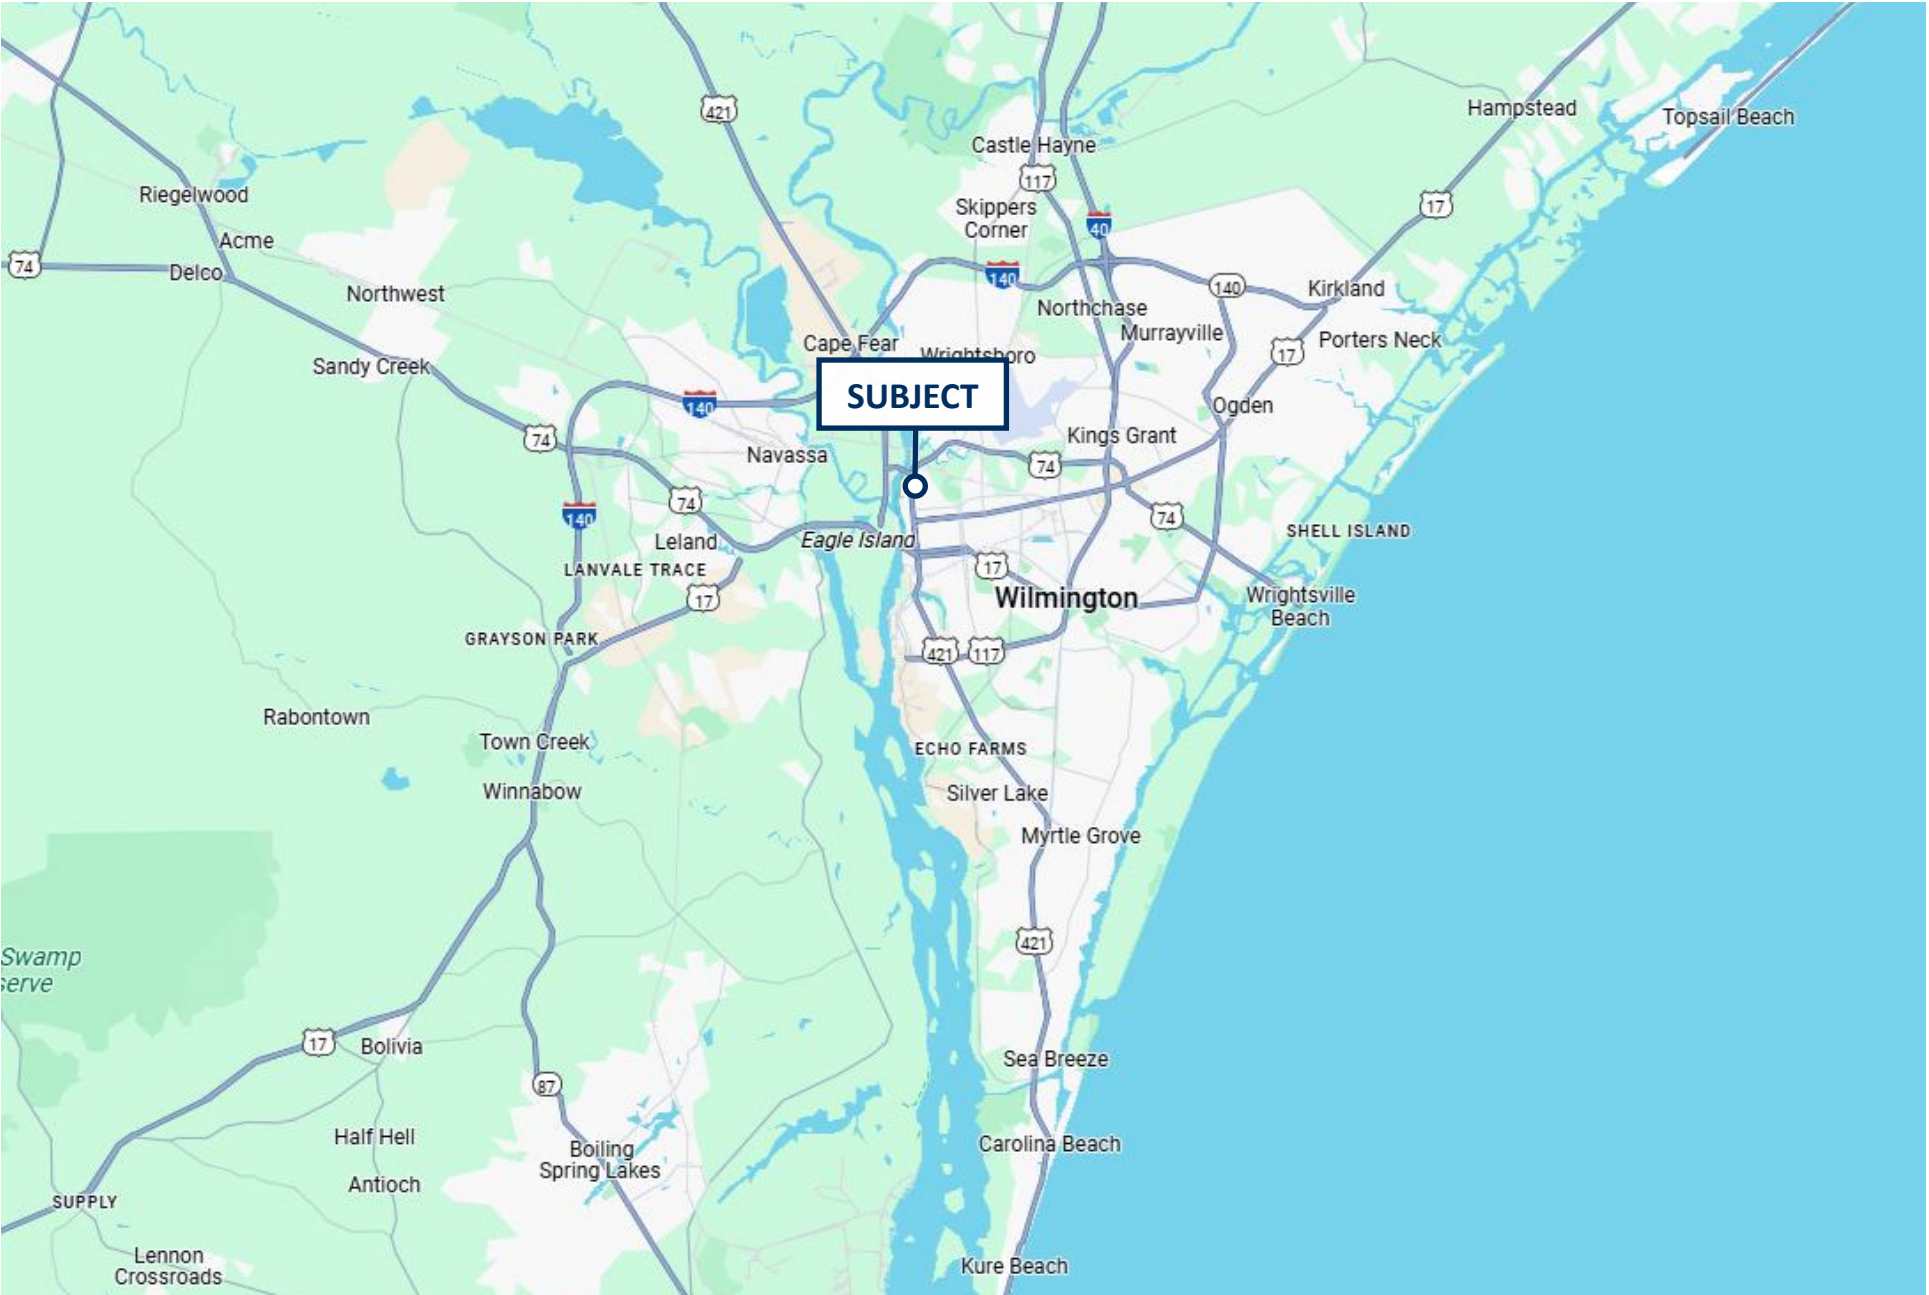 Hampstead
421
Topsail Beach
Castle Hayne
117
Riegelwood
Skippers
Corner
17
40
Acme
74
Delco
140
140
Kirkland
Northwest
Northchase
Murrayville
Cape Fear
Wrightsboro
17
Porters Neck
Sandy Creek
SUBJECT
140
Ogden
74
Kings Grant
Navassa
74
74
140
74
SHELL ISLAND
Leland
Eagle Island
LANVALE TRACE
17
17
Wilmington
Wrightsville
Beach
GRAYSON PARK
421
117
Rabontown
Town Creek
ECHO FARMS
Winnabow
Silver Lake
Myrtle Grove
421
Swamp
serve
17
Bolivia
Sea Breeze
87
Half Hell
Carolina Beach
Boiling
Spring Lakes
Antioch
SUPPLY
Lennon
Crossroads
Kure Beach